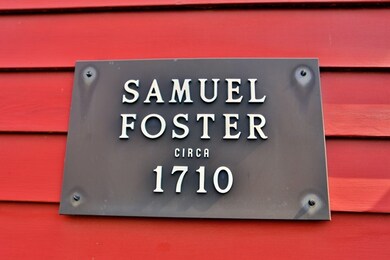 SAMUEL
FOSTER
CIRCA
1710